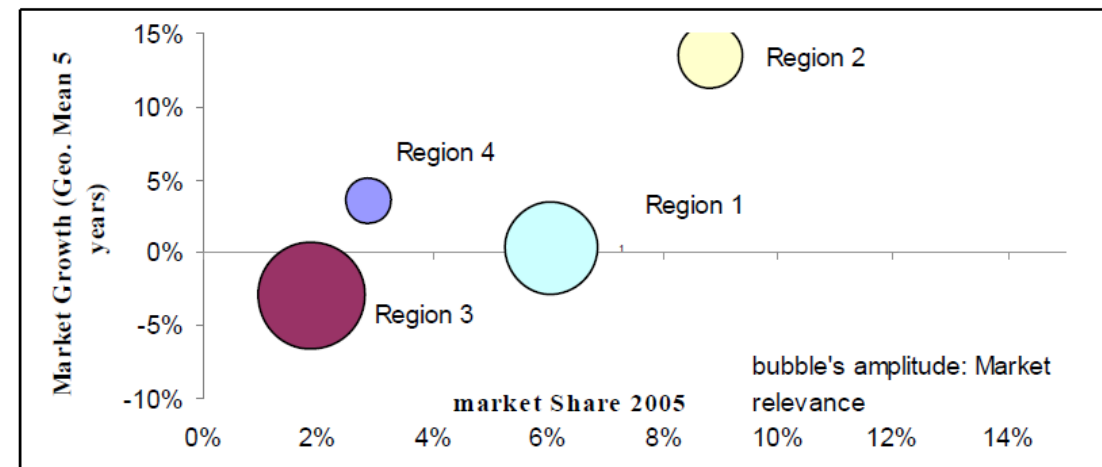 Market Growth (Geo. Mean 5
years)
15%
10%
5%
0%
-5%
-10%
Region 2
Region 4
Region 1
1
Region 3
bubble's amplitude: Market
relevance
market Share 2005
0% 2% 4% 6% 8% 10% 12% 14%